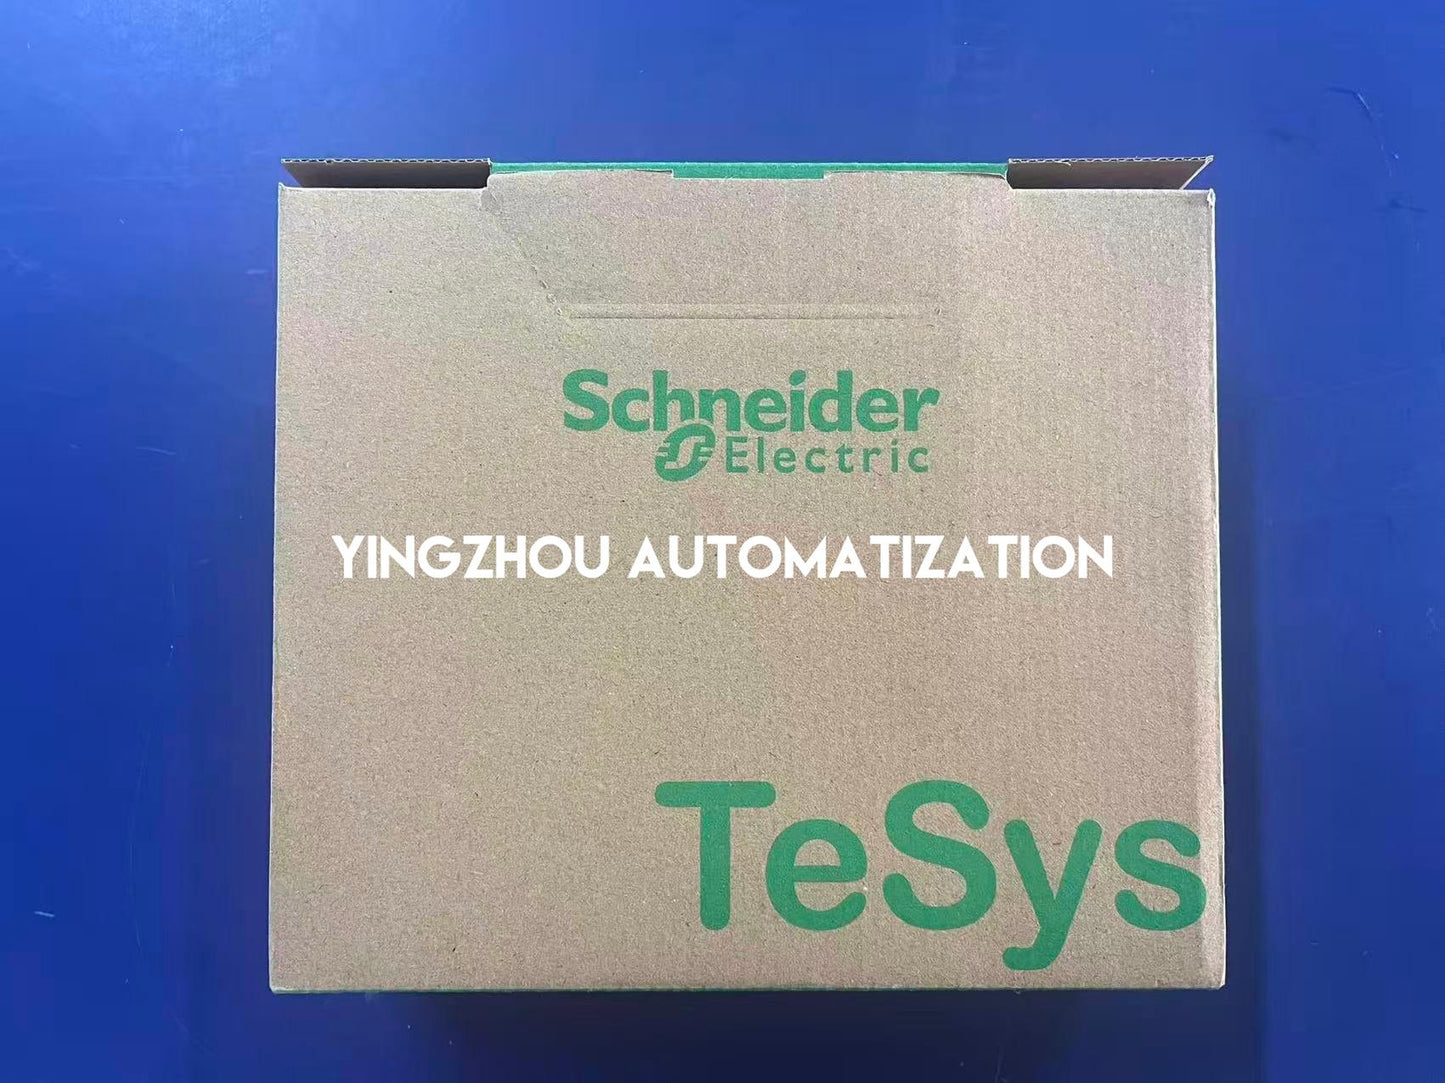 Schneider
Electric
YINGZHOU AUTOMATIZATION
TeSys